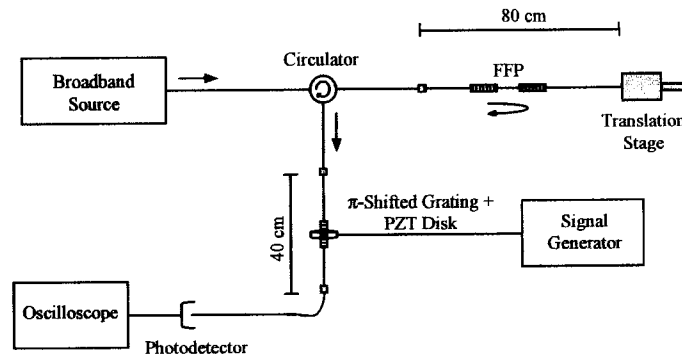 80 cm
Circulator
FFP
Broadband
Source
Translation
Stage
40 cm
π-Shifted Grating +
PZT Disk
Signal
Generator
Oscilloscope
Photodetector